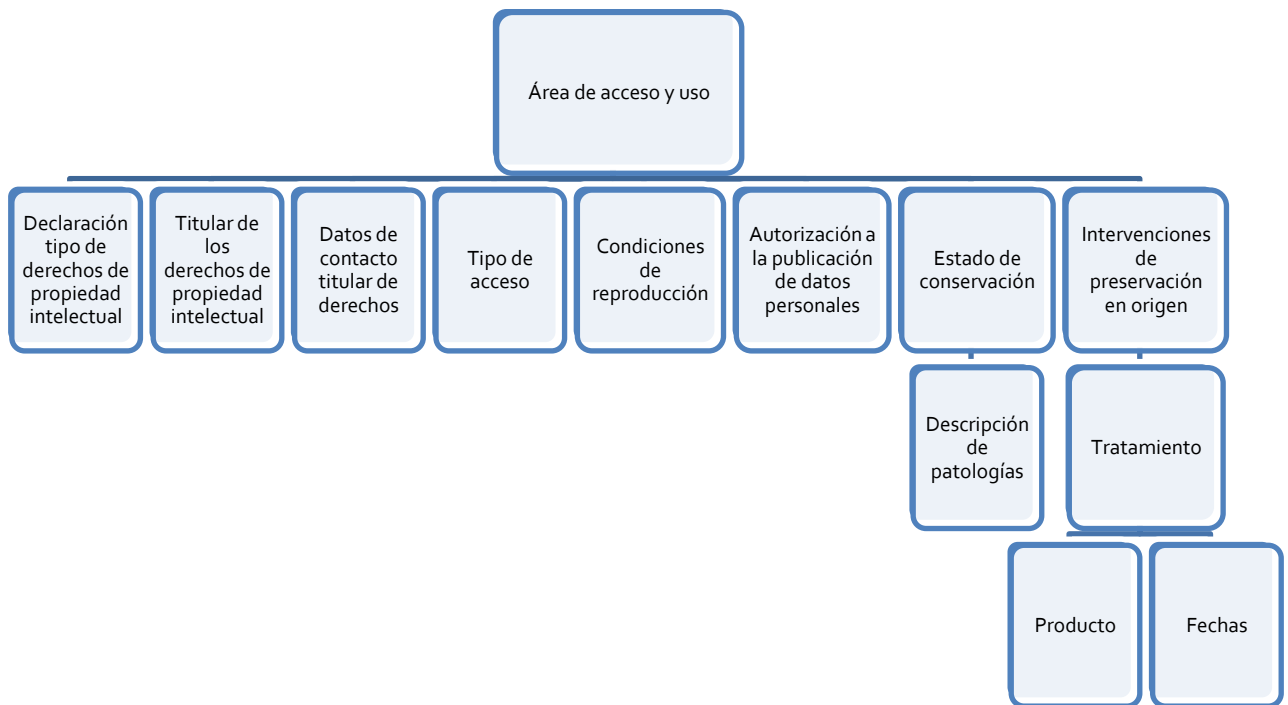 Área de acceso y uso
Declaración
tipo de
derechos de
propiedad
intelectual
Titular de
los
derechos de
propiedad
intelectual
Datos de
contacto
titular de
derechos
Tipo de
acceso
Condiciones
de
reproducción
Autorización a
la publicación
de datos
personales
Estado de
conservación
Intervenciones
de
preservación
en origen
Descripción
de
patologías
Tratamiento
Producto
Fechas